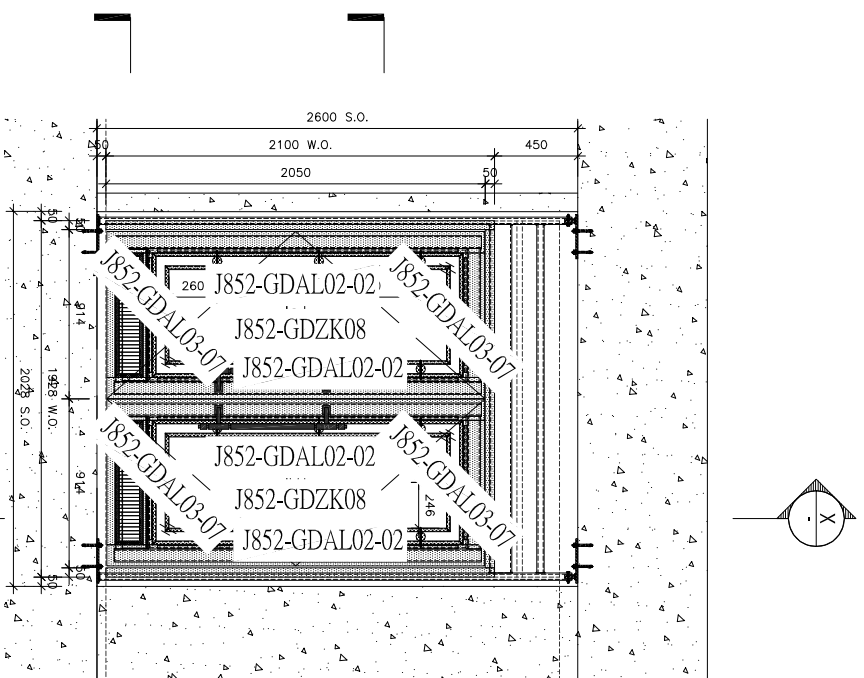 2600 S.O.
50
2100 W.O.
450
2050
50
50
50
J852-GDAL03-07
J852-GDAL02-02
J852-GDAL03-07
260
914
J852-GDZK08
J852-GDAL02-02
2028 S.O.
1928 W.O.
J852-GDAL03-07
J852-GDAL02-02
J852-GDAL03-07
914
J852-GDZK08
246
J852-GDAL02-02
50
50
- X